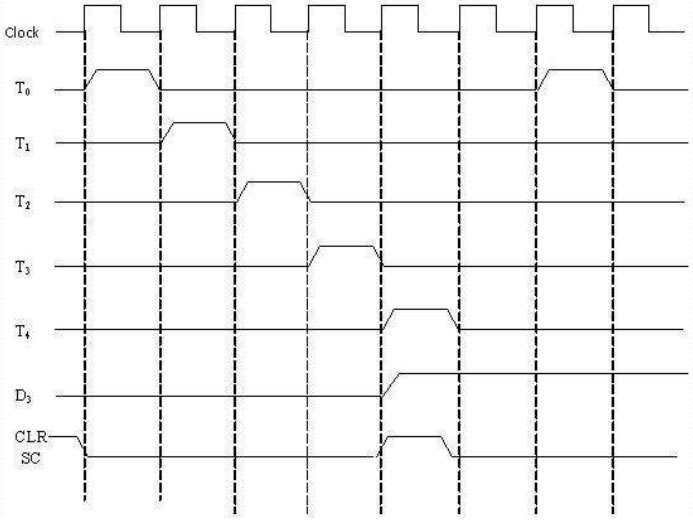 Clock
T₀
T₁
T₂
T₃
T₄
D₃
CLR
SC